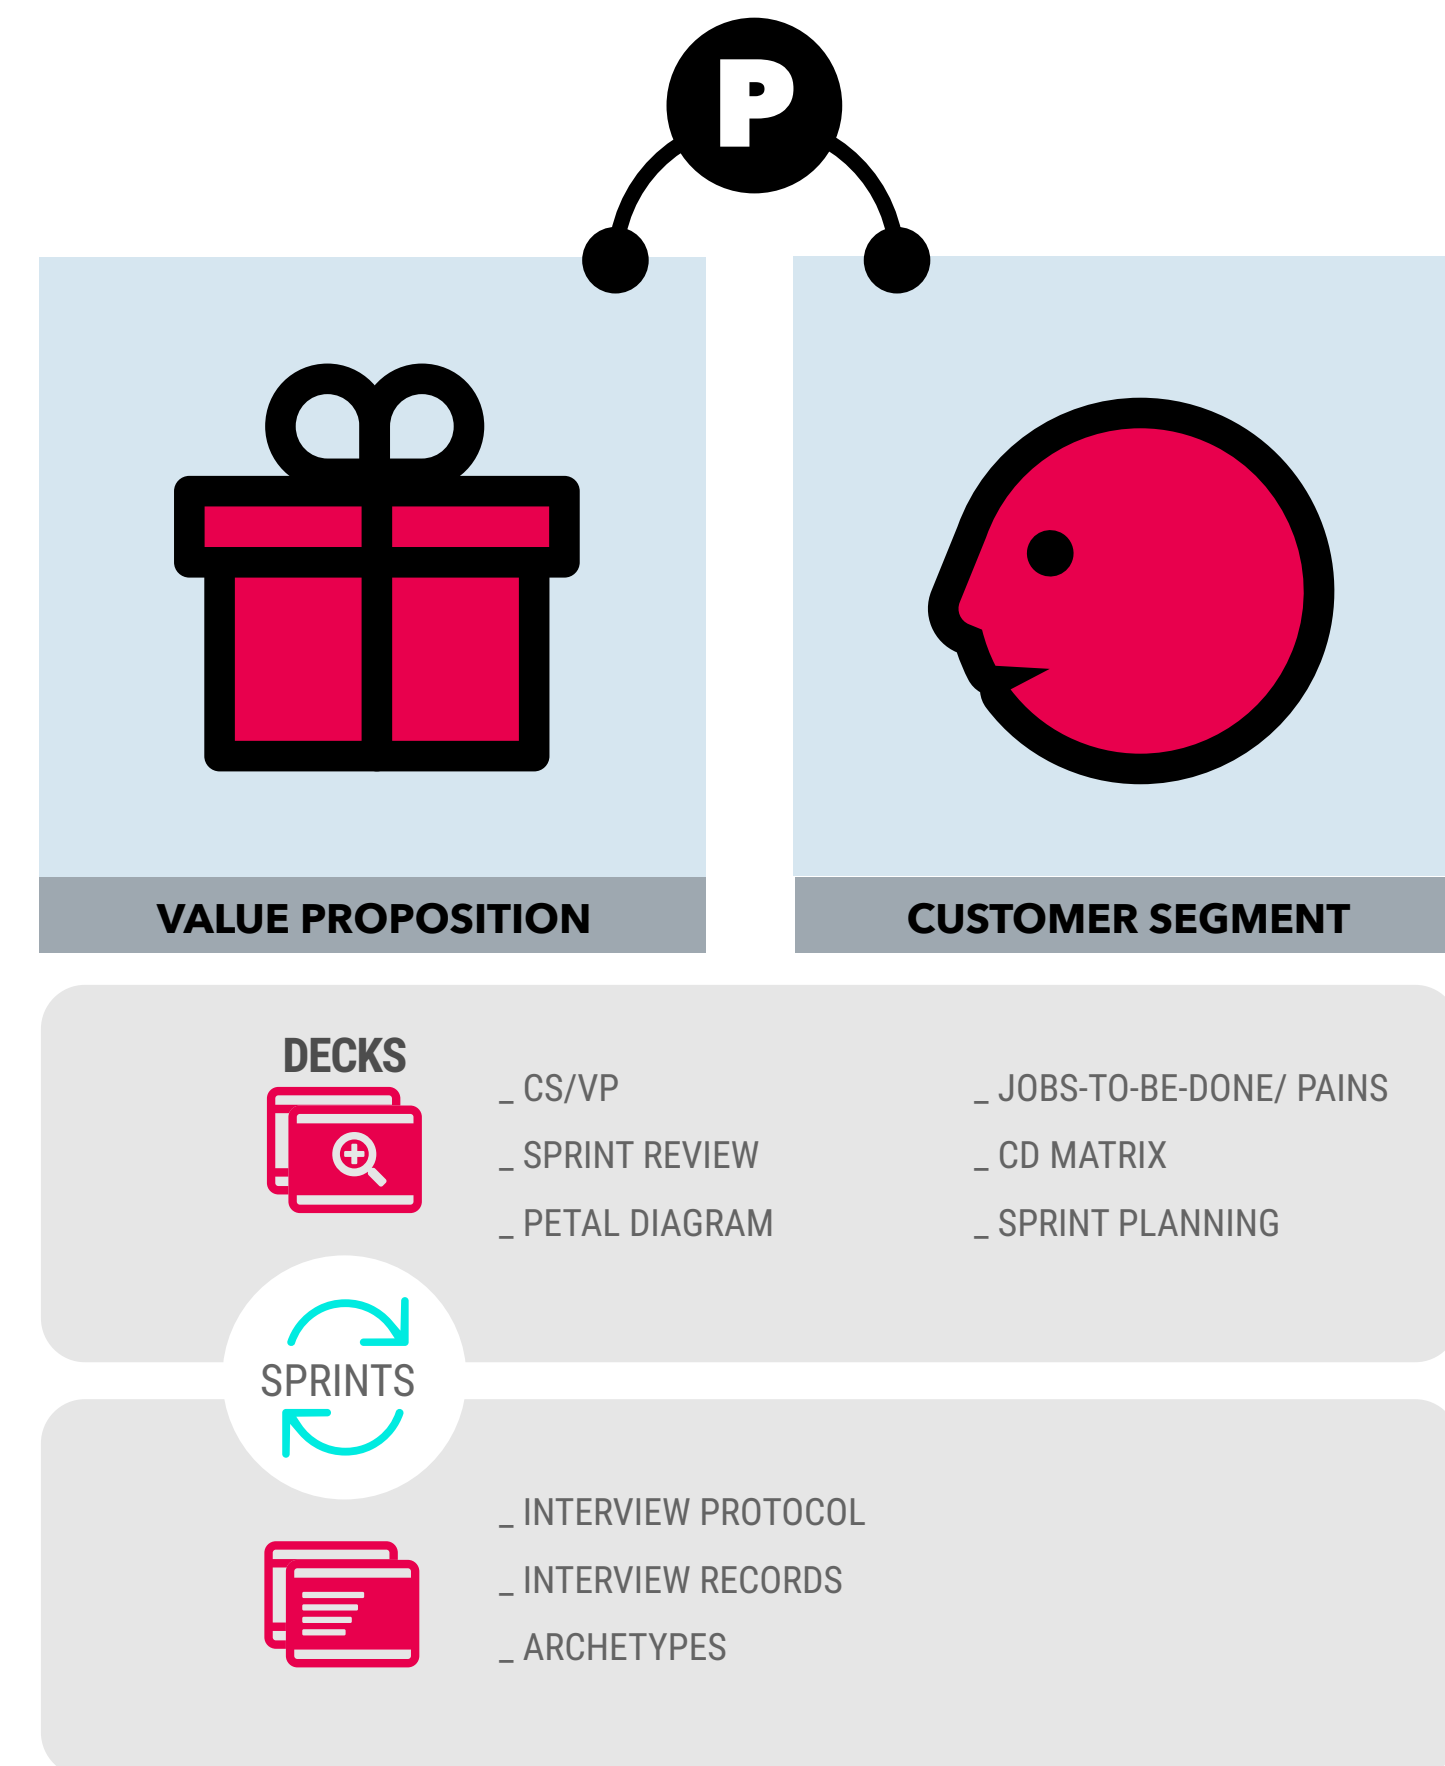 P
VALUE PROPOSITION
CUSTOMER SEGMENT
DECKS
_ CS/VP
_ SPRINT REVIEW
_ PETAL DIAGRAM
_ JOBS-TO-BE-DONE/ PAINS
_ CD MATRIX
_ SPRINT PLANNING
SPRINTS
_ INTERVIEW PROTOCOL
_ INTERVIEW RECORDS
_ ARCHETYPES